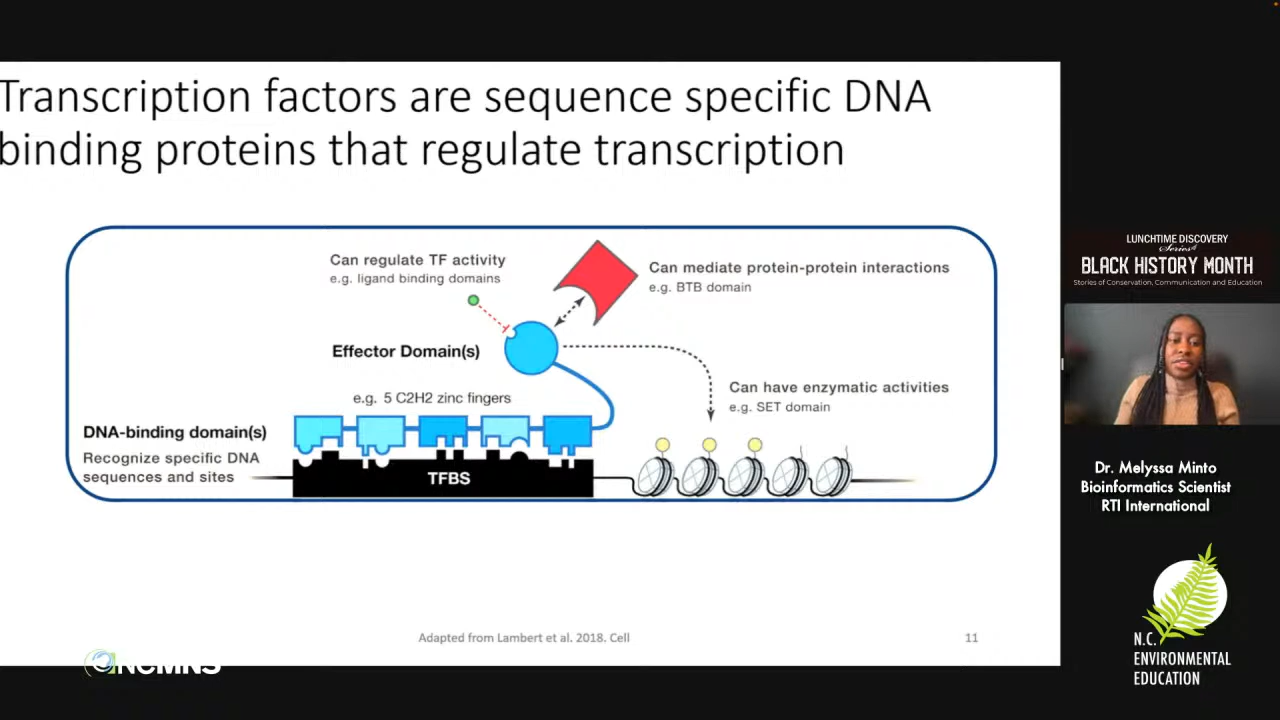 Transcription factors are sequence specific DNA
binding proteins that regulate transcription
Can regulate TF activity
e.g. ligand binding domains
Can mediate protein-protein interactions
e.g. BTB domain
Effector Domain(s)
Can have enzymatic activities
e.g. SET domain
e.g. 5 C2H2 zinc fingers
DNA-binding domain(s)
Recognize specific DNA
sequences and sites
TFBS
Adapted from Lambert et al. 2018. Cell
11
NCMNS
LUNCHTIME DISCOVERY
Series
BLACK HISTORY MONTH
Stories of Conservation, Communication and Education
Dr. Melyssa Minto
Bioinformatics Scientist
RTI International
N.C.
ENVIRONMENTAL
EDUCATION